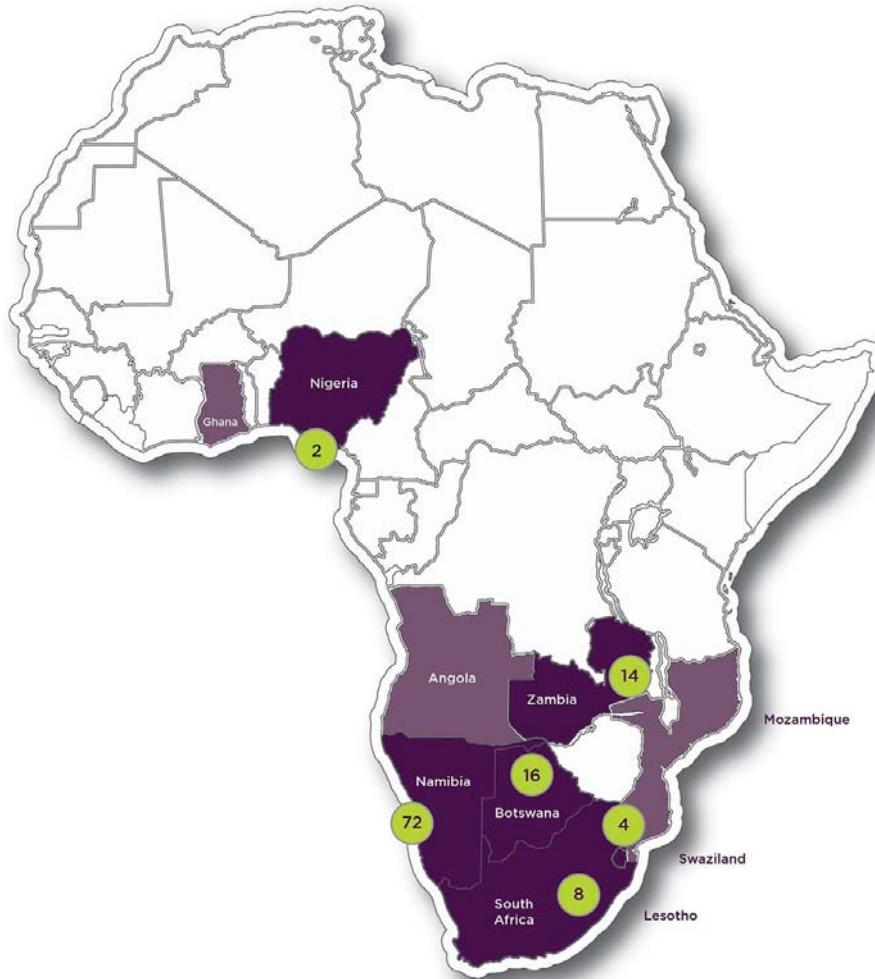 Nigeria
Ghana
2
Angola
Zambia
14
Mozambique
Namibia
16
Botswana
72
4
Swaziland
South
Africa
8
Lesotho